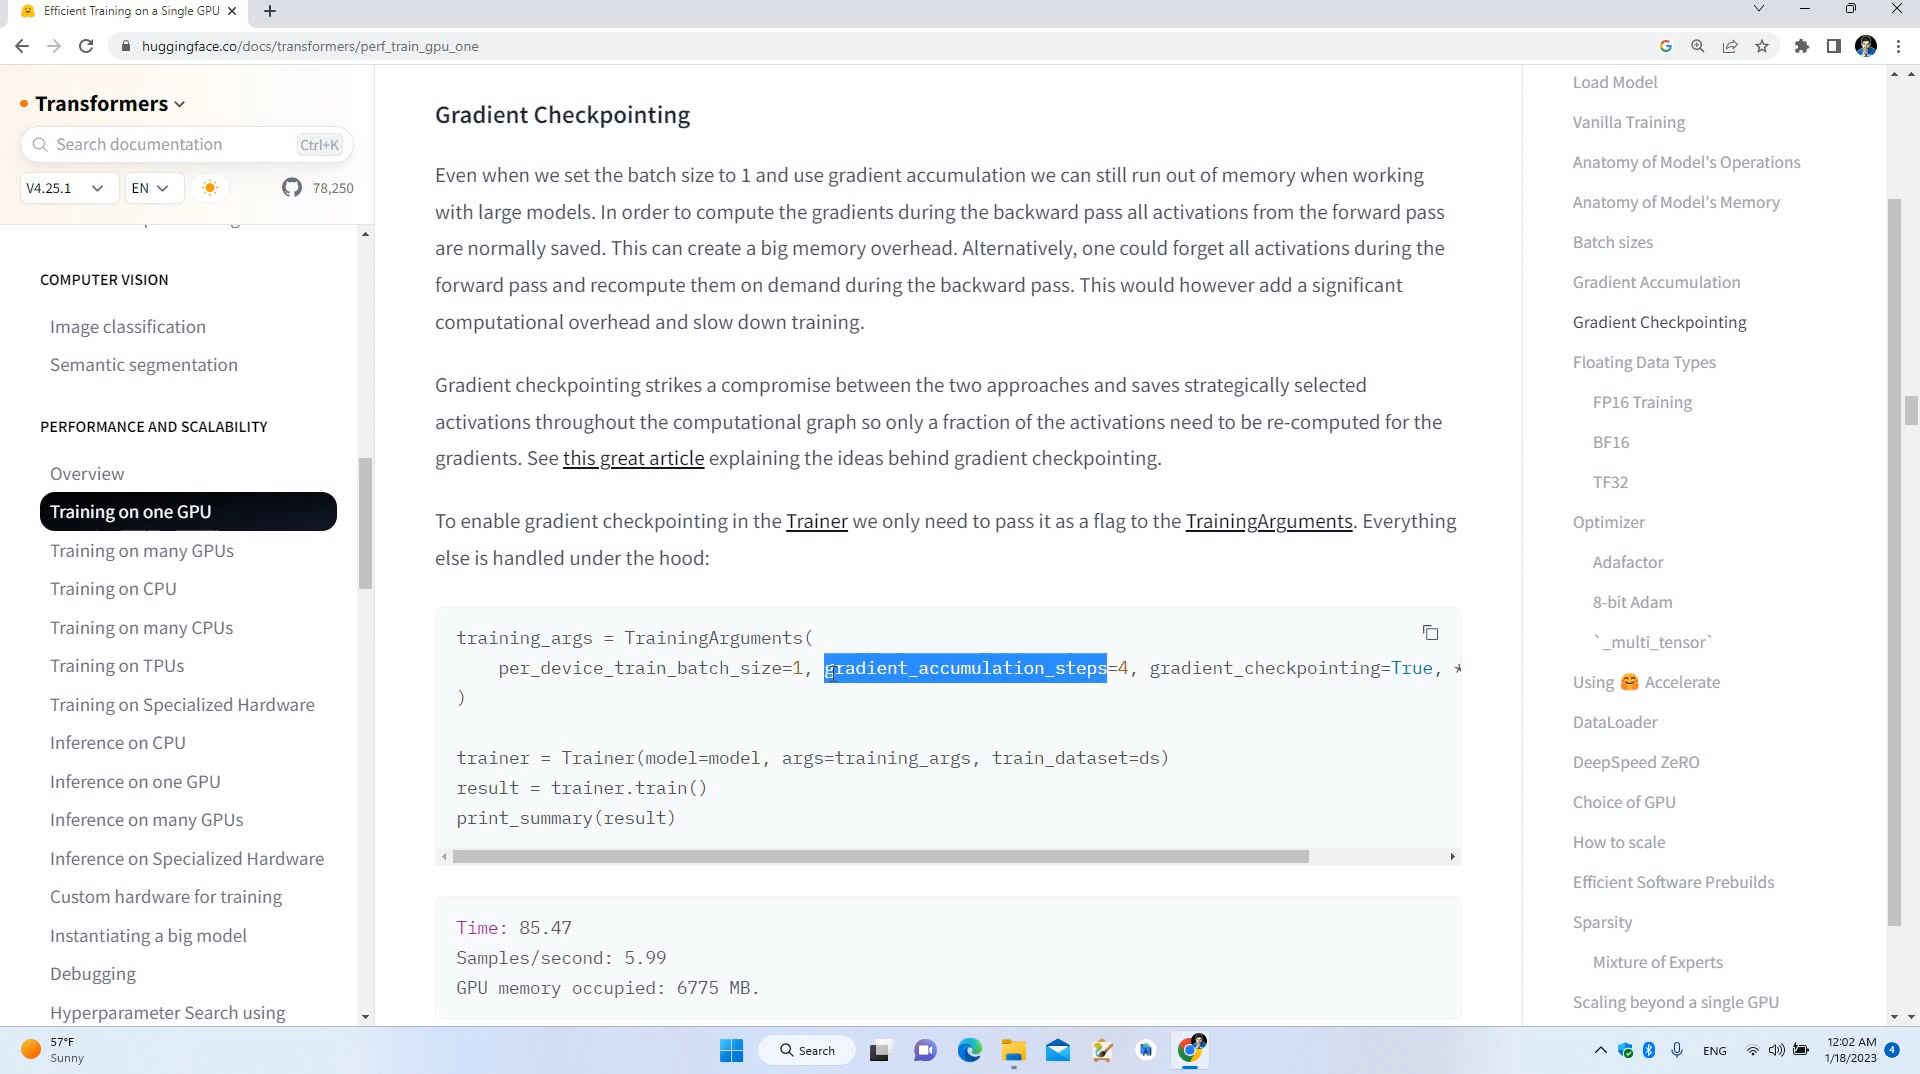 Efficient Training on a Single GPU
huggingface.co/docs/transformers/perf_train_gpu_one
Transformers
Search documentation
Ctrl+K
V4.25.1
EN
78,250
COMPUTER VISION
Image classification
Semantic segmentation
PERFORMANCE AND SCALABILITY
Overview
Training on one GPU
Training on many GPUs
Training on CPU
Training on many CPUs
Training on TPUs
Training on Specialized Hardware
Inference on CPU
Inference on one GPU
Inference on many GPUs
Inference on Specialized Hardware
Custom hardware for training
Instantiating a big model
Debugging
Hyperparameter Search using
Gradient Checkpointing
Even when we set the batch size to 1 and use gradient accumulation we can still run out of memory when working
with large models. In order to compute the gradients during the backward pass all activations from the forward pass
are normally saved. This can create a big memory overhead. Alternatively, one could forget all activations during the
forward pass and recompute them on demand during the backward pass. This would however add a significant
computational overhead and slow down training.
Gradient checkpointing strikes a compromise between the two approaches and saves strategically selected
activations throughout the computational graph so only a fraction of the activations need to be re-computed for the
gradients. See this great article explaining the ideas behind gradient checkpointing.
To enable gradient checkpointing in the Trainer we only need to pass it as a flag to the TrainingArguments. Everything
else is handled under the hood:
training_args = TrainingArguments(
per_device_train_batch_size=1, gradient_accumulation_steps=4, gradient_checkpointing=True, *
)
trainer = Trainer(model=model, args=training_args, train_dataset=ds)
result = trainer.train()
print_summary(result)
Time: 85.47
Samples/second: 5.99
GPU memory occupied: 6775 MB.
Load Model
Vanilla Training
Anatomy of Model's Operations
Anatomy of Model's Memory
Batch sizes
Gradient Accumulation
Gradient Checkpointing
Floating Data Types
FP16 Training
BF16
TF32
Optimizer
Adafactor
8-bit Adam
`_multi_tensor`
Using 🤗 Accelerate
DataLoader
DeepSpeed ZeRO
Choice of GPU
How to scale
Efficient Software Prebuilds
Sparsity
Mixture of Experts
Scaling beyond a single GPU
57°F
Sunny
Search
ENG
12:02 AM
1/18/2023
4